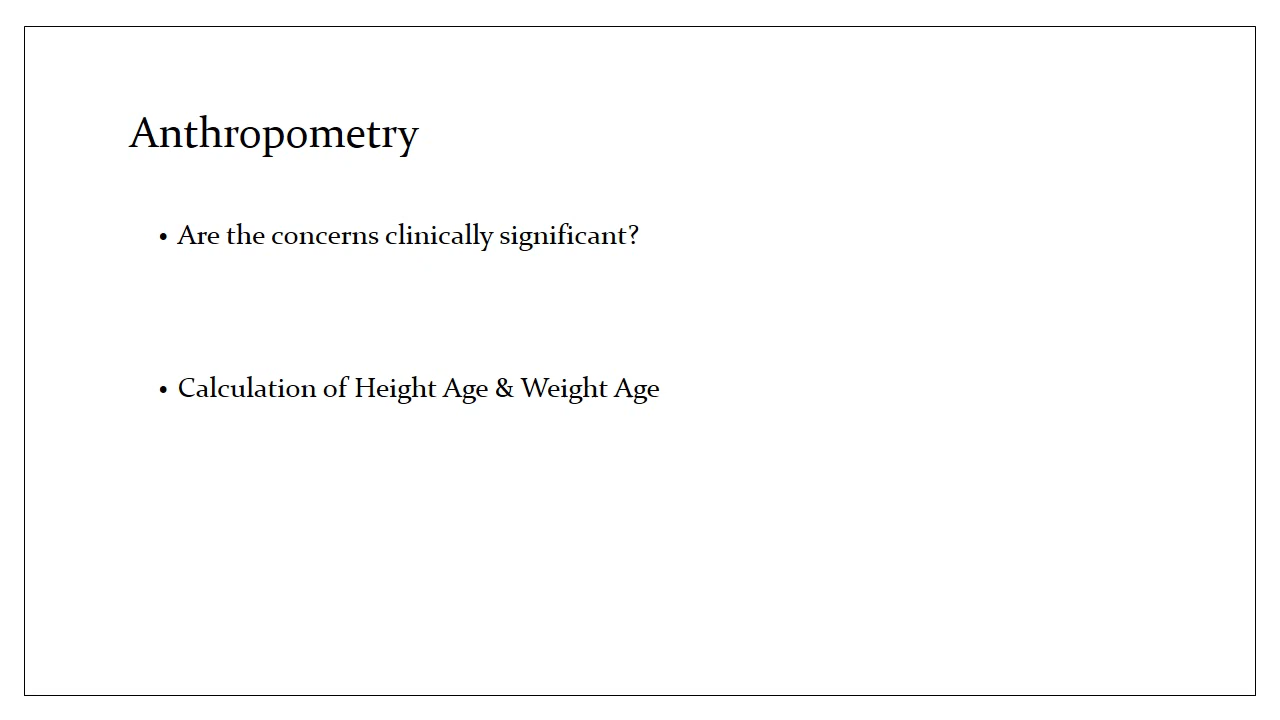 Anthropometry
• Are the concerns clinically significant?
• Calculation of Height Age & Weight Age